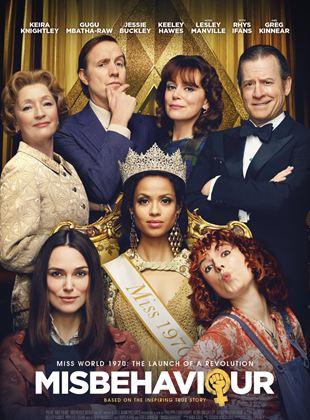 KEIRA GUGU JESSIE KEELEY LESLEY RHYS GREG
KNIGHTLEY MBATHA-RAW BUCKLEY HAWES MANVILLE IFANS KINNEAR
Miss 197
MISS WORLD 1970: THE LAUNCH OF A REVOLUTION
MISBEHAVIOUR
BASED ON THE INSPIRING TRUE STORY